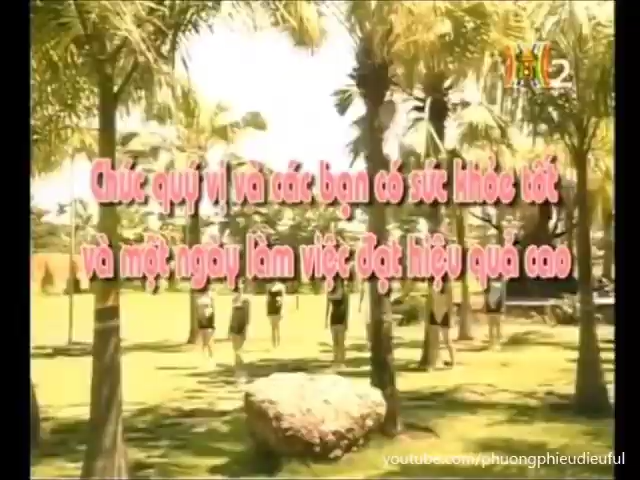 2
Chúc quý vị và các bạn có sức khỏe tốt
và một ngày làm việc đạt hiệu quả cao
youtube.com/phuongphieudieuful